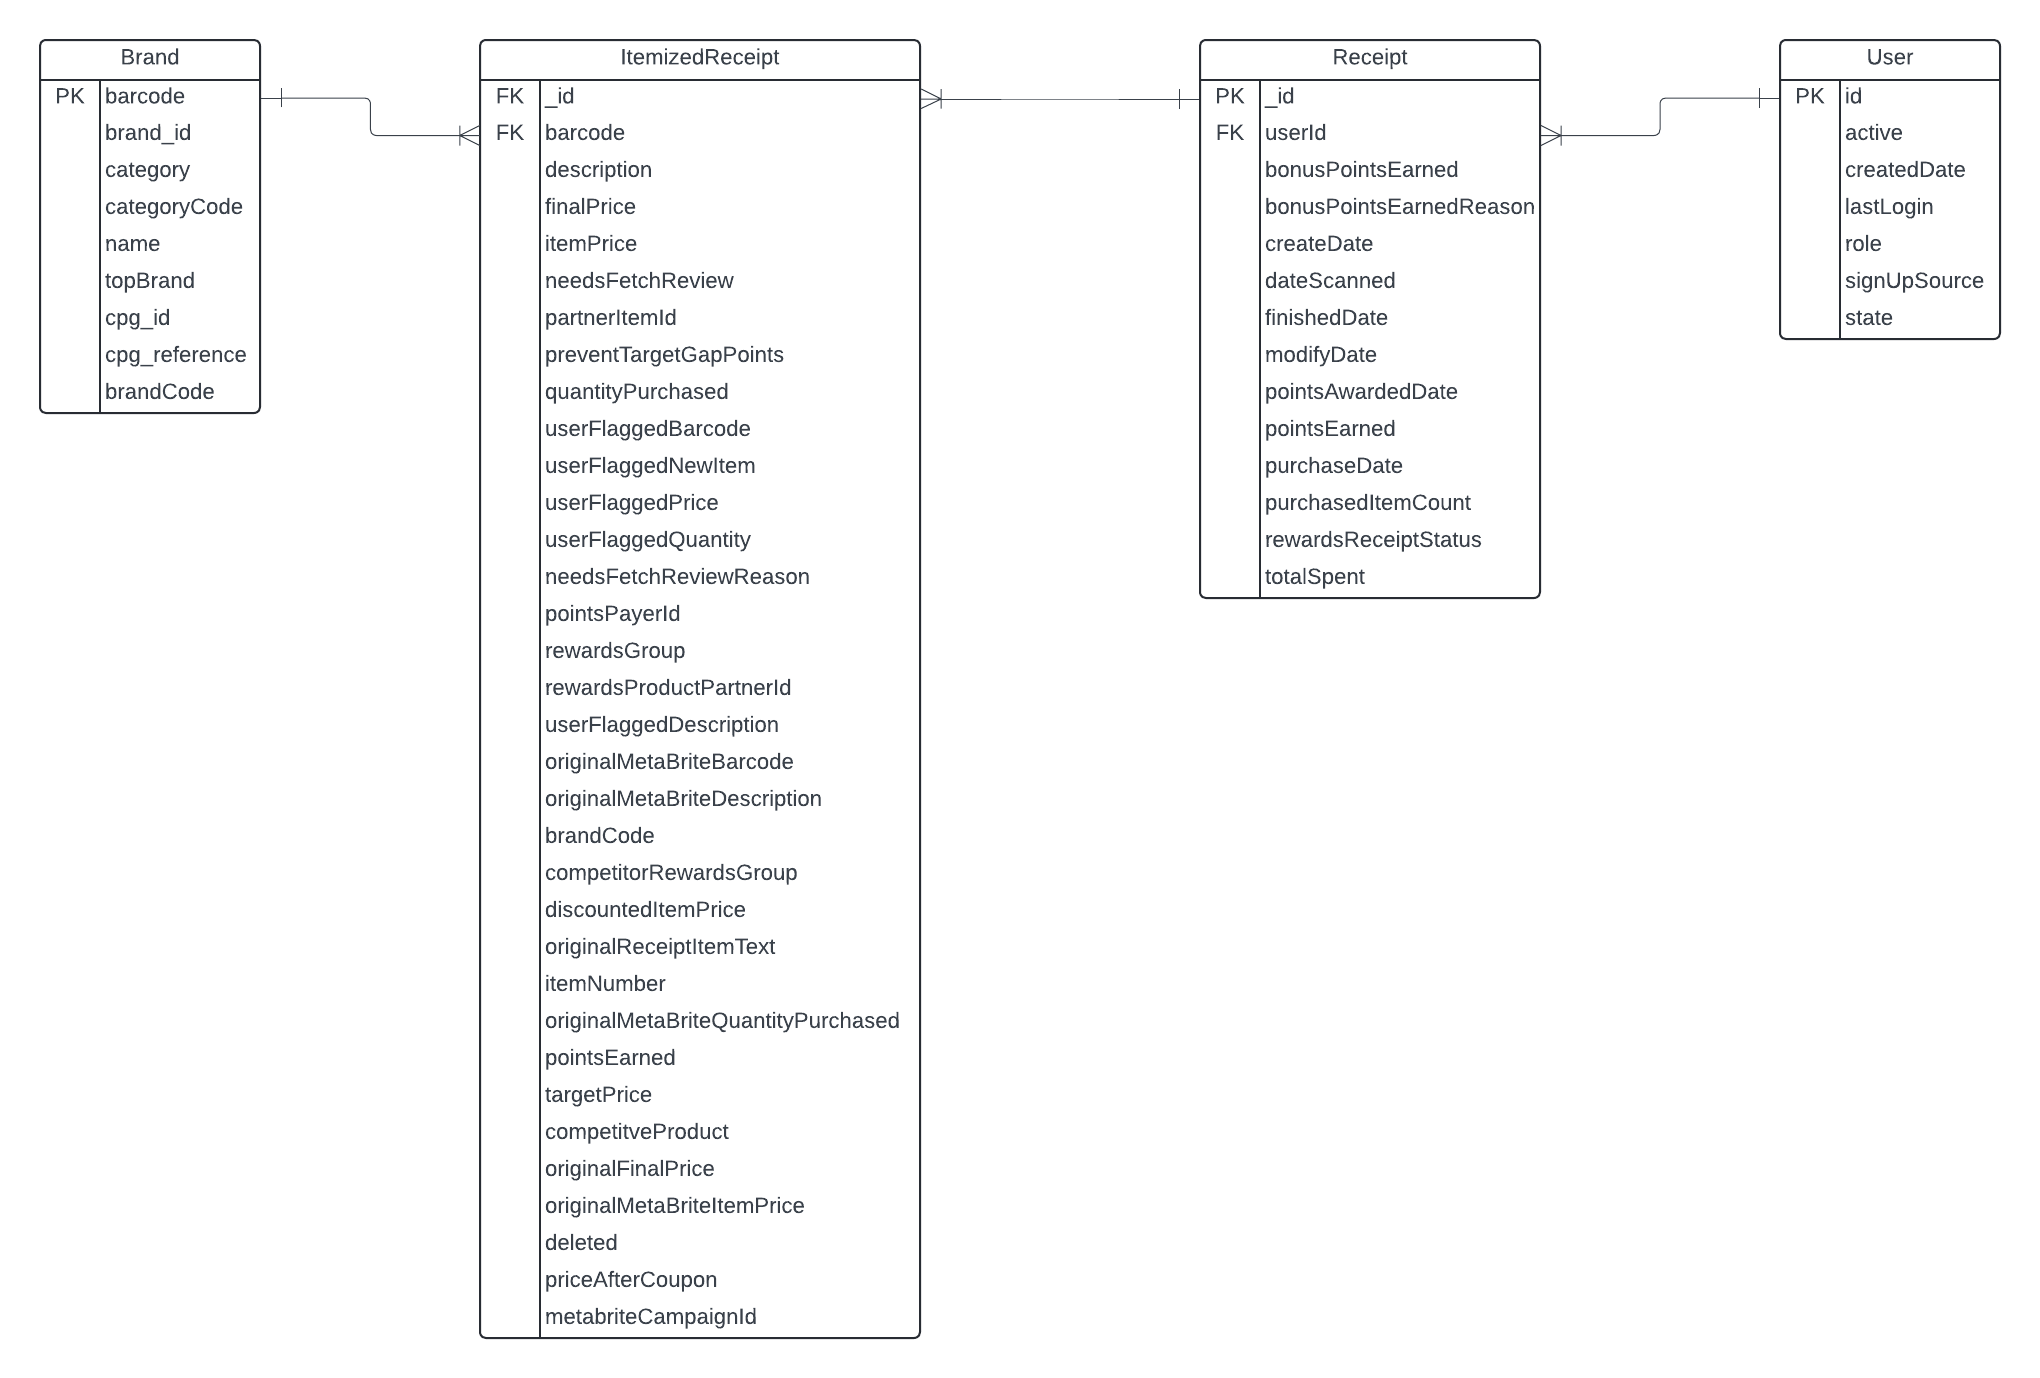 Brand
PK barcode
brand_id
category
categoryCode
name
topBrand
cpg_id
cpg_reference
brandCode
ItemizedReceipt
FK _id
FK barcode
description
finalPrice
itemPrice
needsFetchReview
partnerItemId
preventTargetGapPoints
quantityPurchased
userFlaggedBarcode
userFlaggedNewItem
userFlaggedPrice
userFlaggedQuantity
needsFetchReviewReason
pointsPayerId
rewardsGroup
rewardsProductPartnerId
userFlaggedDescription
originalMetaBriteBarcode
originalMetaBriteDescription
brandCode
competitorRewardsGroup
discountedItemPrice
originalReceiptItemText
itemNumber
originalMetaBriteQuantityPurchased
pointsEarned
targetPrice
competitveProduct
originalFinalPrice
originalMetaBriteItemPrice
deleted
priceAfterCoupon
metabriteCampaignId
Receipt
PK _id
FK userId
bonusPointsEarned
bonusPointsEarnedReason
createDate
dateScanned
finishedDate
modifyDate
pointsAwardedDate
pointsEarned
purchaseDate
purchasedItemCount
rewardsReceiptStatus
totalSpent
User
PK id
active
createdDate
lastLogin
role
signUpSource
state